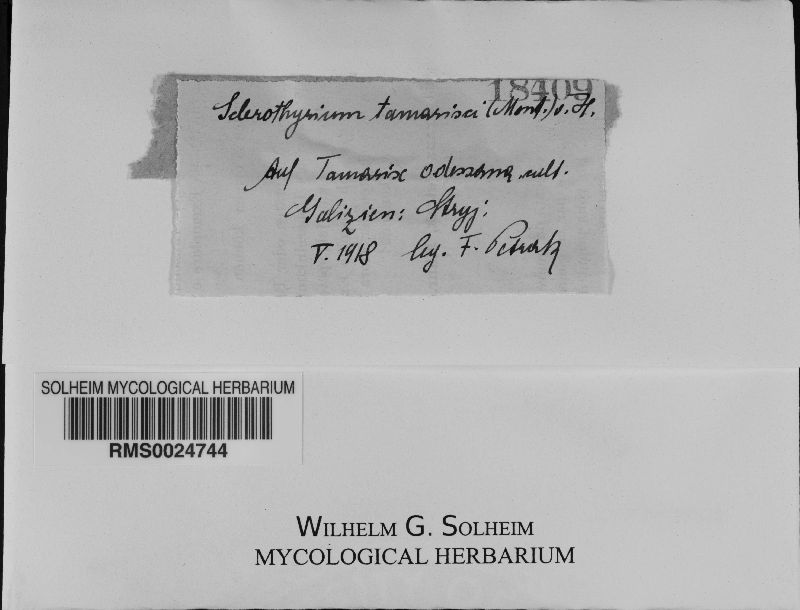 18409
Sclerothyrium tamarisci (Mont.) v. H.
Auf Tamarix odessana cult.
Galizien: Stryj.
V. 1918 leg. F. Petrak
SOLHEIM MYCOLOGICAL HERBARIUM
RMS0024744
WILHELM G. SOLHEIM
MYCOLOGICAL HERBARIUM